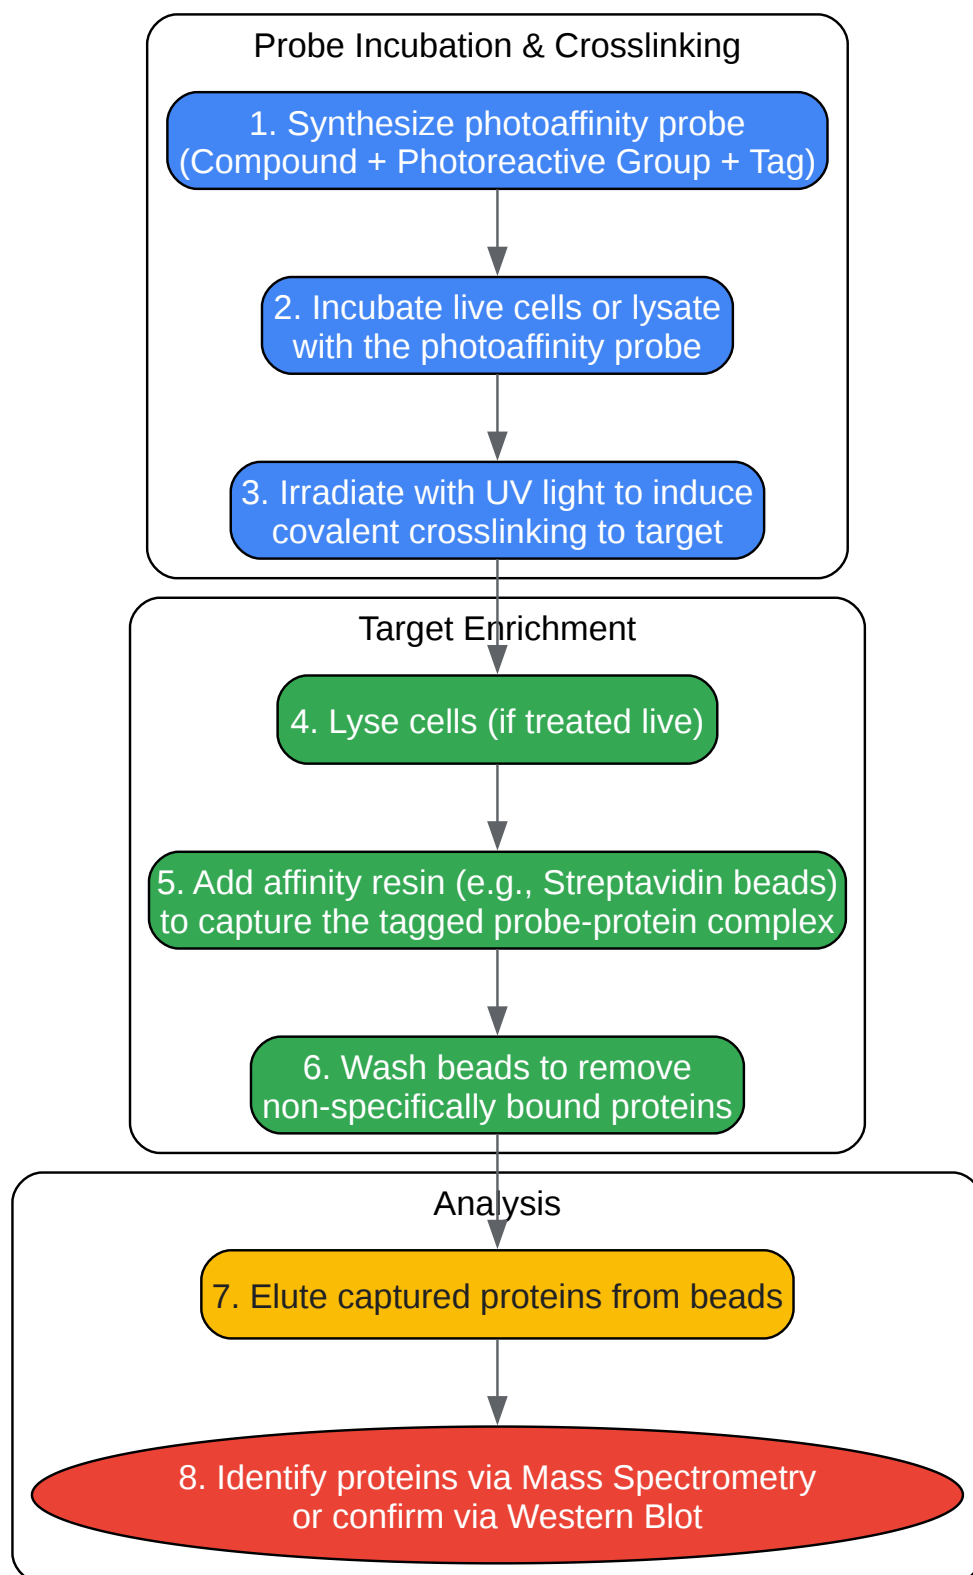 Probe Incubation & Crosslinking
1. Synthesize photoaffinity probe
(Compound + Photoreactive Group + Tag)
2. Incubate live cells or lysate
with the photoaffinity probe
3. Irradiate with UV light to induce
covalent crosslinking to target
Target Enrichment
4. Lyse cells (if treated live)
5. Add affinity resin (e.g., Streptavidin beads)
to capture the tagged probe-protein complex
6. Wash beads to remove
non-specifically bound proteins
Analysis
7. Elute captured proteins from beads
8. Identify proteins via Mass Spectrometry
or confirm via Western Blot